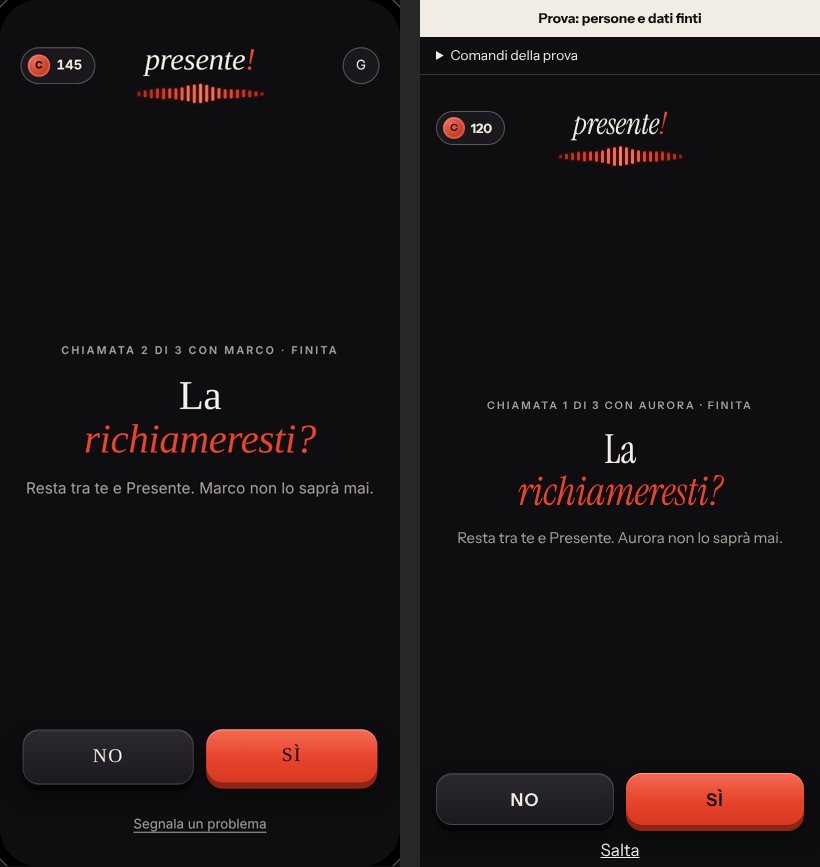 C 145
presente!
G
CHIAMATA 2 DI 3 CON MARCO · FINITA
La
richiameresti?
Resta tra te e Presente. Marco non lo saprà mai.
NO
SÌ
Segnala un problema
Prova: persone e dati finti
Comandi della prova
C 120
presente!
CHIAMATA 1 DI 3 CON AURORA · FINITA
La
richiameresti?
Resta tra te e Presente. Aurora non lo saprà mai.
NO
SÌ
Salta